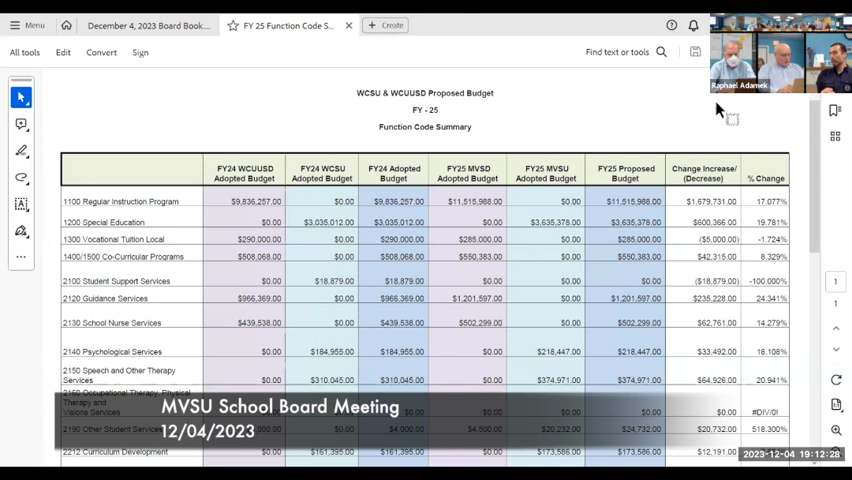 Menu
December 4, 2023 Board Book...
FY 25 Function Code S...
Create
All tools Edit Convert Sign
Find text or tools
Raphael Adamek
WCSU & WCUUSD Proposed Budget
FY - 25
Function Code Summary
FY24 WCUUSD Adopted Budget FY24 WCSU Adopted Budget FY24 Adopted Budget FY25 MVSD Adopted Budget FY25 MVSU Adopted Budget FY25 Proposed Budget Change Increase/ (Decrease) % Change
1100 Regular Instruction Program $9,836,257.00 $0.00 $9,836,257.00 $11,515,988.00 $0.00 $11,515,988.00 $1,679,731.00 17.077%
1200 Special Education $0.00 $3,035,012.00 $3,035,012.00 $0.00 $3,635,378.00 $3,635,378.00 $600,366.00 19.781%
1300 Vocational Tuition Local $290,000.00 $0.00 $290,000.00 $285,000.00 $0.00 $285,000.00 ($5,000.00) -1.724%
1400/1500 Co-Curricular Programs $508,068.00 $0.00 $508,068.00 $550,383.00 $0.00 $550,383.00 $42,315.00 8.329%
2100 Student Support Services $0.00 $18,879.00 $18,879.00 $0.00 $0.00 $0.00 ($18,879.00) -100.000%
2120 Guidance Services $966,369.00 $0.00 $966,369.00 $1,201,597.00 $0.00 $1,201,597.00 $235,228.00 24.341%
2130 School Nurse Services $439,538.00 $0.00 $439,538.00 $502,299.00 $0.00 $502,299.00 $62,761.00 14.279%
2140 Psychological Services $0.00 $184,955.00 $184,955.00 $0.00 $218,447.00 $218,447.00 $33,492.00 18.108%
2150 Speech and Other Therapy
Services $0.00 $310,045.00 $310,045.00 $0.00 $374,971.00 $374,971.00 $64,926.00 20.941%
2160 Occupational Therapy, Physical
Therapy and
Visions Services $0.00 #DIV/0!
2190 Other Student Services $4,000.00 $4,500.00 $20,232.00 $24,732.00 $20,732.00 518.300%
2212 Curriculum Development $0.00 $161,395.00 $161,395.00 $0.00 $173,586.00 $173,586.00 $12,191.00
MVSU School Board Meeting
12/04/2023
1
1
2023-12-04 19:12:28